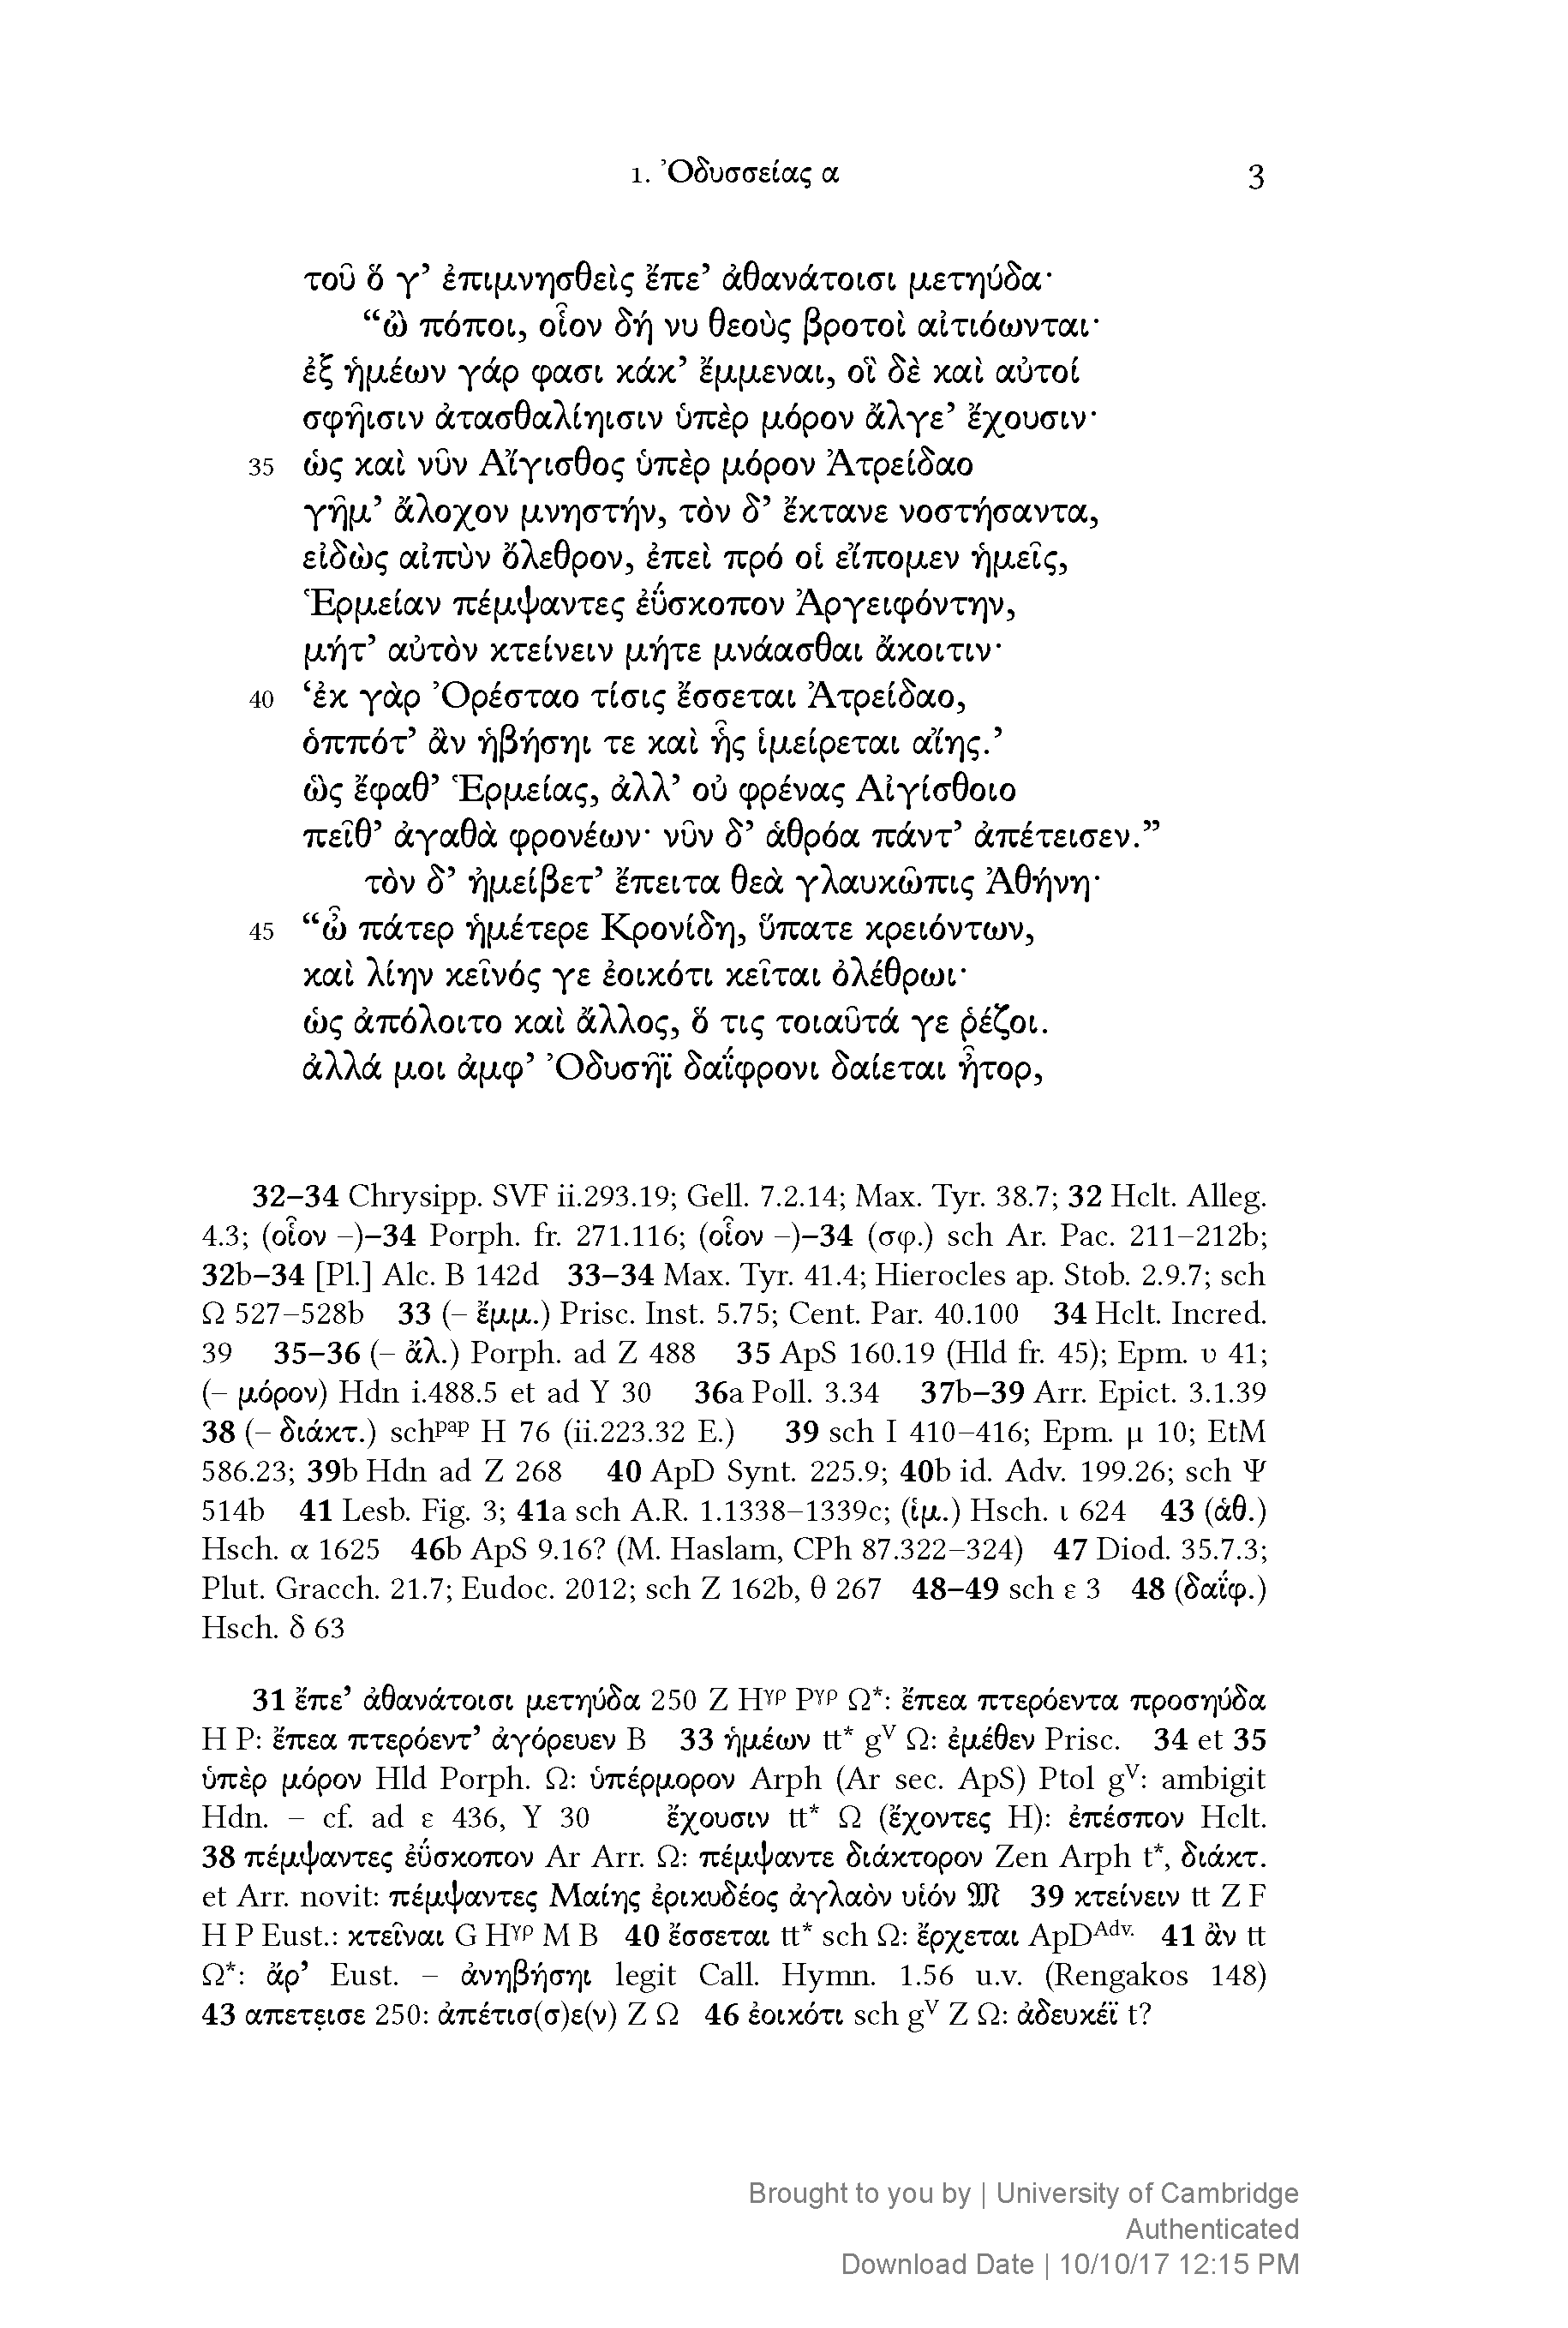 1. Ὀδυσσείας α 3
τοῦ ὅ γ’ ἐπιμνησθεὶς ἔπε’ ἀθανάτοισι μετηύδα·
“ὢ πόποι, οἷον δή νυ θεοὺς βροτοὶ αἰτιόωνται·
ἐξ ἡμέων γάρ φασι κάκ’ ἔμμεναι, οἳ δὲ καὶ αὐτοί
σφῆισιν ἀτασθαλίηισιν ὑπὲρ μόρον ἄλγε’ ἔχουσιν·
35 ὡς καὶ νῦν Αἴγισθος ὑπὲρ μόρον Ἀτρείδαο
γῆμ’ ἄλοχον μνηστήν, τὸν δ’ ἔκτανε νοστήσαντα,
εἰδὼς αἰπὺν ὄλεθρον, ἐπεὶ πρό οἱ εἴπομεν ἡμεῖς,
Ἑρμείαν πέμψαντες ἐΰσκοπον Ἀργειφόντην,
μήτ’ αὐτὸν κτείνειν μήτε μνάασθαι ἄκοιτιν·
40 ‘ἐκ γὰρ Ὀρέσταο τίσις ἔσσεται Ἀτρείδαο,
ὁππότ’ ἂν ἡβήσηι τε καὶ ἧς ἱμείρεται αἴης.’
ὣς ἔφαθ’ Ἑρμείας, ἀλλ’ οὐ φρένας Αἰγίσθοιο
πεῖθ’ ἀγαθὰ φρονέων· νῦν δ’ ἁθρόα πάντ’ ἀπέτεισεν.”
τὸν δ’ ἠμείβετ’ ἔπειτα θεὰ γλαυκῶπις Ἀθήνη·
45 “ὦ πάτερ ἡμέτερε Κρονίδη, ὕπατε κρειόντων,
καὶ λίην κεῖνός γε ἐοικότι κεῖται ὀλέθρωι·
ὡς ἀπόλοιτο καὶ ἄλλος, ὅ τις τοιαῦτά γε ῥέζοι.
ἀλλά μοι ἀμφ’ Ὀδυσῆϊ δαΐφρονι δαίεται ἦτορ,
32–34 Chrysipp. SVF ii.293.19; Gell. 7.2.14; Max. Tyr. 38.7; 32 Hclt. Alleg.
4.3; (οἷον –)–34 Porph. fr. 271.116; (οἷον –)–34 (σφ.) sch Ar. Pac. 211–212b;
32b–34 [Pl.] Alc. B 142d 33–34 Max. Tyr. 41.4; Hierocles ap. Stob. 2.9.7; sch
Ω 527–528b 33 (– ἔμμ.) Prisc. Inst. 5.75; Cent. Par. 40.100 34 Hclt. Incred.
39 35–36 (– ἄλ.) Porph. ad Ζ 488 35 ApS 160.19 (Hld fr. 45); Epm. υ 41;
(– μόρον) Hdn i.488.5 et ad Υ 30 36a Poll. 3.34 37b–39 Arr. Epict. 3.1.39
38 (– διάκτ.) schᵖᵃᵖ Η 76 (ii.223.32 E.) 39 sch Ι 410–416; Epm. μ 10; EtM
586.23; 39b Hdn ad Ζ 268 40 ApD Synt. 225.9; 40b id. Adv. 199.26; sch Ψ
514b 41 Lesb. Fig. 3; 41a sch A.R. 1.1338–1339c; (ἱμ.) Hsch. ι 624 43 (ἁθ.)
Hsch. α 1625 46b ApS 9.16? (M. Haslam, CPh 87.322–324) 47 Diod. 35.7.3;
Plut. Gracch. 21.7; Eudoc. 2012; sch Ζ 162b, θ 267 48–49 sch ε 3 48 (δαΐφ.)
Hsch. δ 63
31 ἔπε’ ἀθανάτοισι μετηύδα 250 Z Hᵞᵖ Pᵞᵖ Ω*: ἔπεα πτερόεντα προσηύδα
H P: ἔπεα πτερόεντ’ ἀγόρευεν B 33 ἡμέων tt* gⱽ Ω: ἐμέθεν Prisc. 34 et 35
ὑπὲρ μόρον Hld Porph. Ω: ὑπέρμορον Arph (Ar sec. ApS) Ptol gⱽ: ambigit
Hdn. – cf. ad ε 436, Υ 30 ἔχουσιν tt* Ω (ἔχοντες H): ἐπέσπον Hclt.
38 πέμψαντες ἐΰσκοπον Ar Arr. Ω: πέμψαντε διάκτορον Zen Arph t*, διάκτ.
et Arr. novit: πέμψαντες Μαίης ἐρικυδέος ἀγλαὸν υἱόν 𝔐 39 κτείνειν tt Z F
H P Eust.: κτεῖναι G Hᵞᵖ M B 40 ἔσσεται tt* sch Ω: ἔρχεται ApDᴬᵈᵛ· 41 ἂν tt
Ω*: ἄρ’ Eust. – ἀνηβήσηι legit Call. Hymn. 1.56 u.v. (Rengakos 148)
43 απετε̣ισε 250: ἀπέτισ(σ)ε(ν) Z Ω 46 ἐοικότι sch gⱽ Z Ω: ἀδευκέϊ t?
Brought to you by | University of Cambridge
Authenticated
Download Date | 10/10/17 12:15 PM